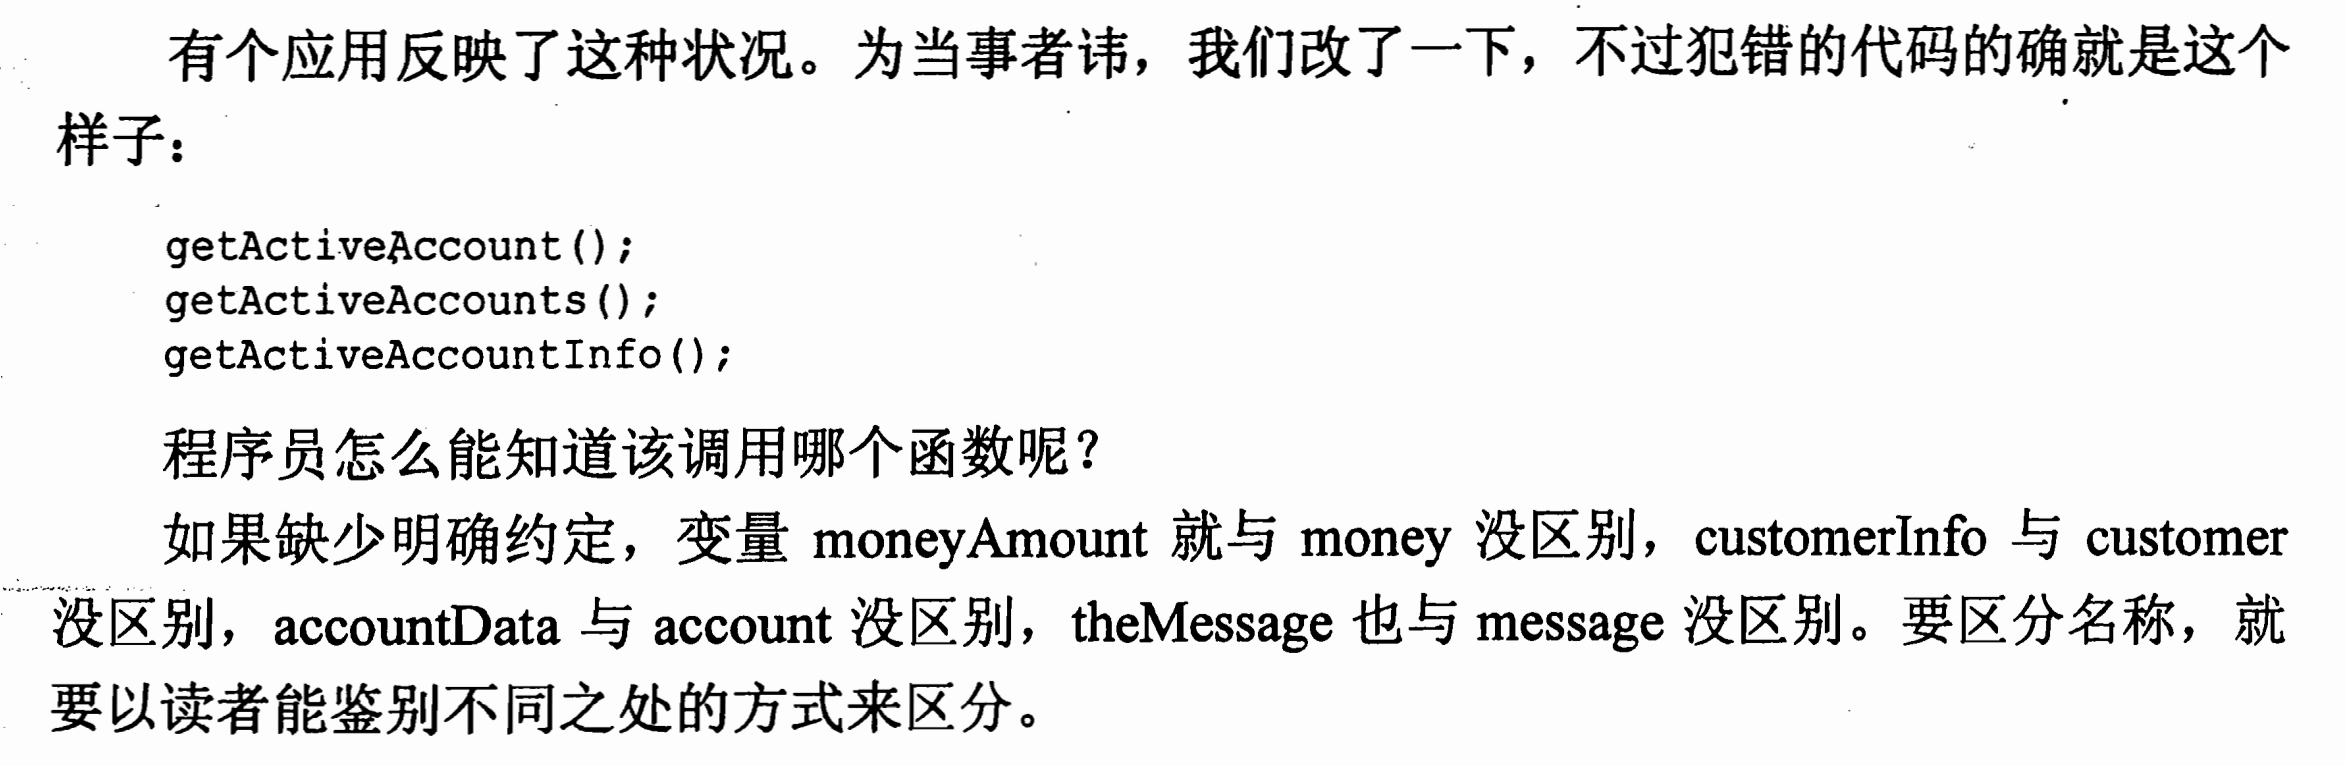 有个应用反映了这种状况。为当事者讳，我们改了一下，不过犯错的代码的确就是这个
样子：
getActiveAccount();
getActiveAccounts();
getActiveAccountInfo();
程序员怎么能知道该调用哪个函数呢？
如果缺少明确约定，变量 moneyAmount 就与 money 没区别，customerInfo 与 customer
没区别，accountData 与 account 没区别，theMessage 也与 message 没区别。要区分名称，就
要以读者能鉴别不同之处的方式来区分。